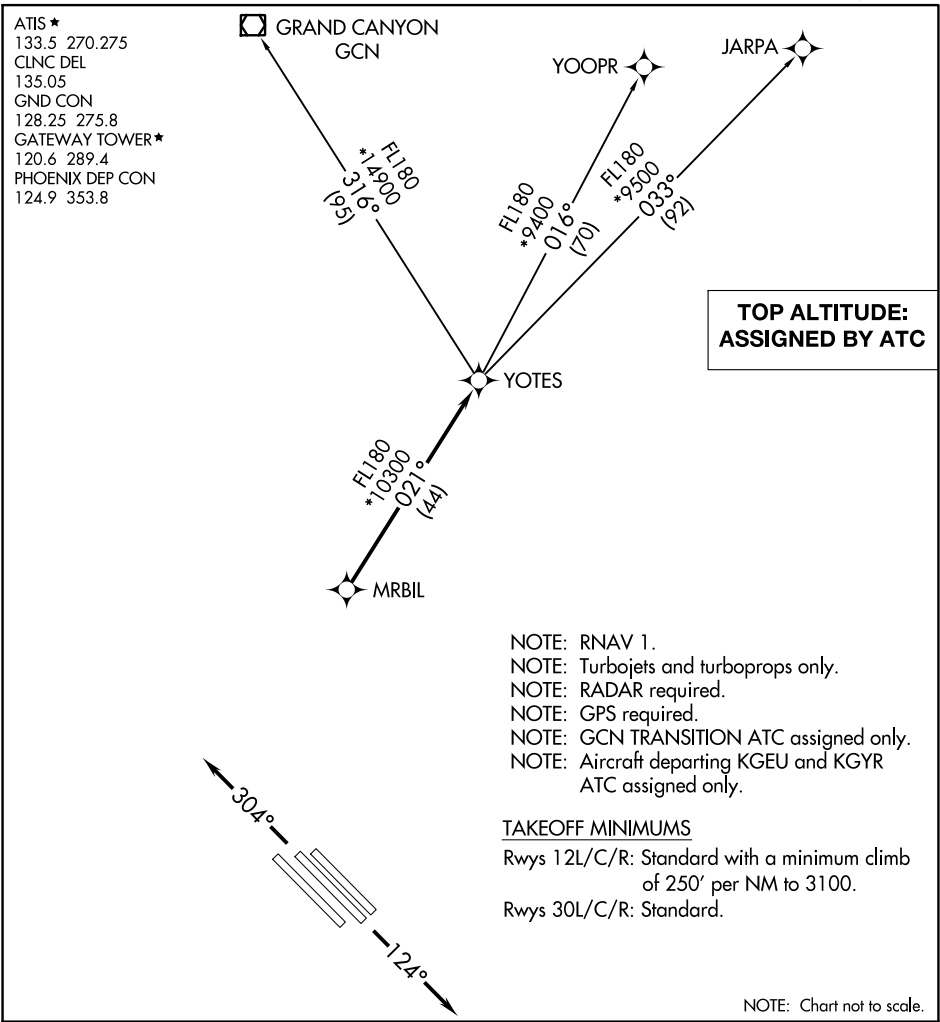 ATIS ★
133.5 270.275
CLNC DEL
135.05
GND CON
128.25 275.8
GATEWAY TOWER ★
120.6 289.4
PHOENIX DEP CON
124.9 353.8
GRAND CANYON
GCN
YOOPR
JARPA
FL180
*14900
316°
(95)
FL180
*9400
016°
(70)
FL180
*9500
033°
(92)
TOP ALTITUDE:
ASSIGNED BY ATC
YOTES
FL180
*10300
021°
(44)
MRBIL
NOTE: RNAV 1.
NOTE: Turbojets and turboprops only.
NOTE: RADAR required.
NOTE: GPS required.
NOTE: GCN TRANSITION ATC assigned only.
NOTE: Aircraft departing KGEU and KGYR
ATC assigned only.
TAKEOFF MINIMUMS
Rwys 12L/C/R: Standard with a minimum climb
of 250' per NM to 3100.
Rwys 30L/C/R: Standard.
304°
124°
NOTE: Chart not to scale.